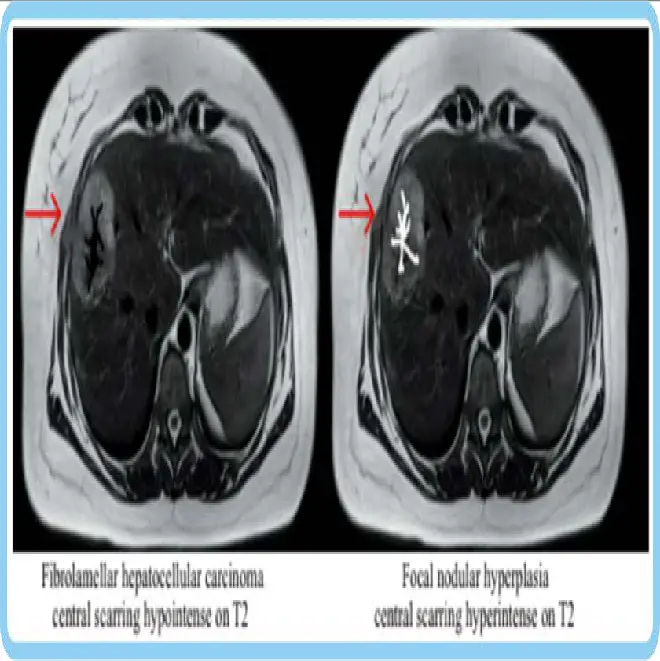 Fibrolamellar hepatocellular carcinoma
central scarring hypointense on T2
Focal nodular hyperplasia
central scarring hyperintense on T2